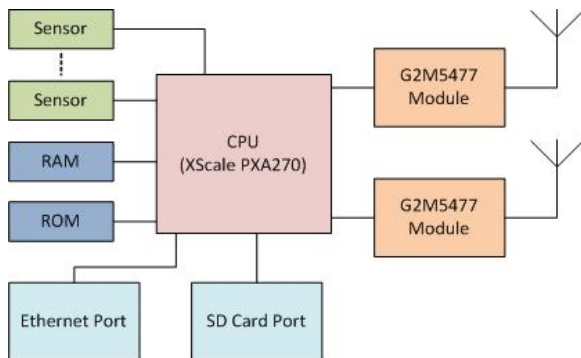 Sensor
Sensor
RAM
ROM
CPU
(XScale PXA270)
G2M5477
Module
G2M5477
Module
Ethernet Port
SD Card Port